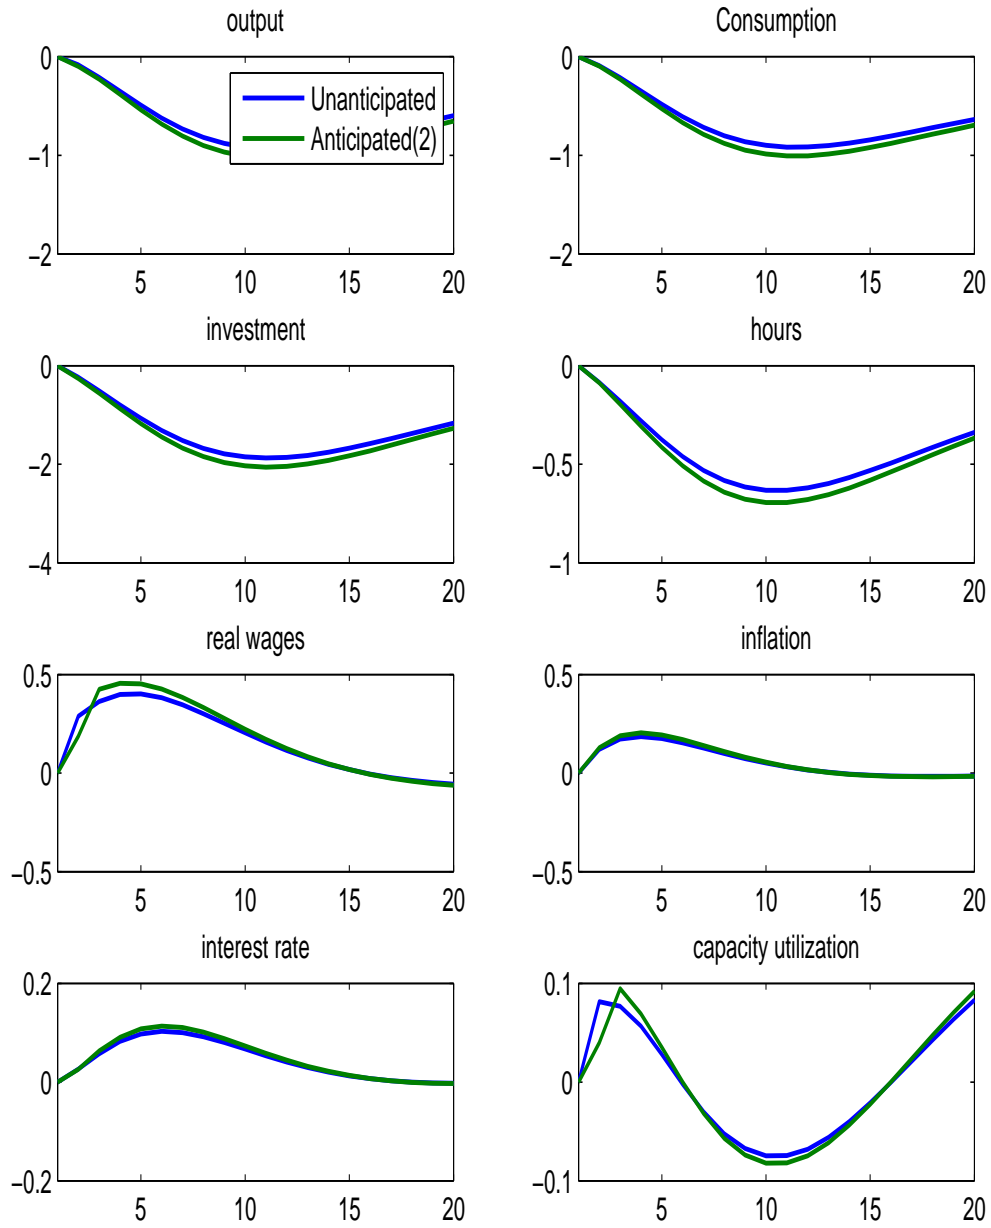 output
Consumption
0
−1
−2
5 10 15 20
Unanticipated
Anticipated(2)
0
−1
−2
5 10 15 20
investment
hours
0
−2
−4
5 10 15 20
0
−0.5
−1
5 10 15 20
real wages
inflation
0.5
0
−0.5
5 10 15 20
0.5
0
−0.5
5 10 15 20
interest rate
capacity utilization
0.2
0
−0.2
5 10 15 20
0.1
0
−0.1
5 10 15 20